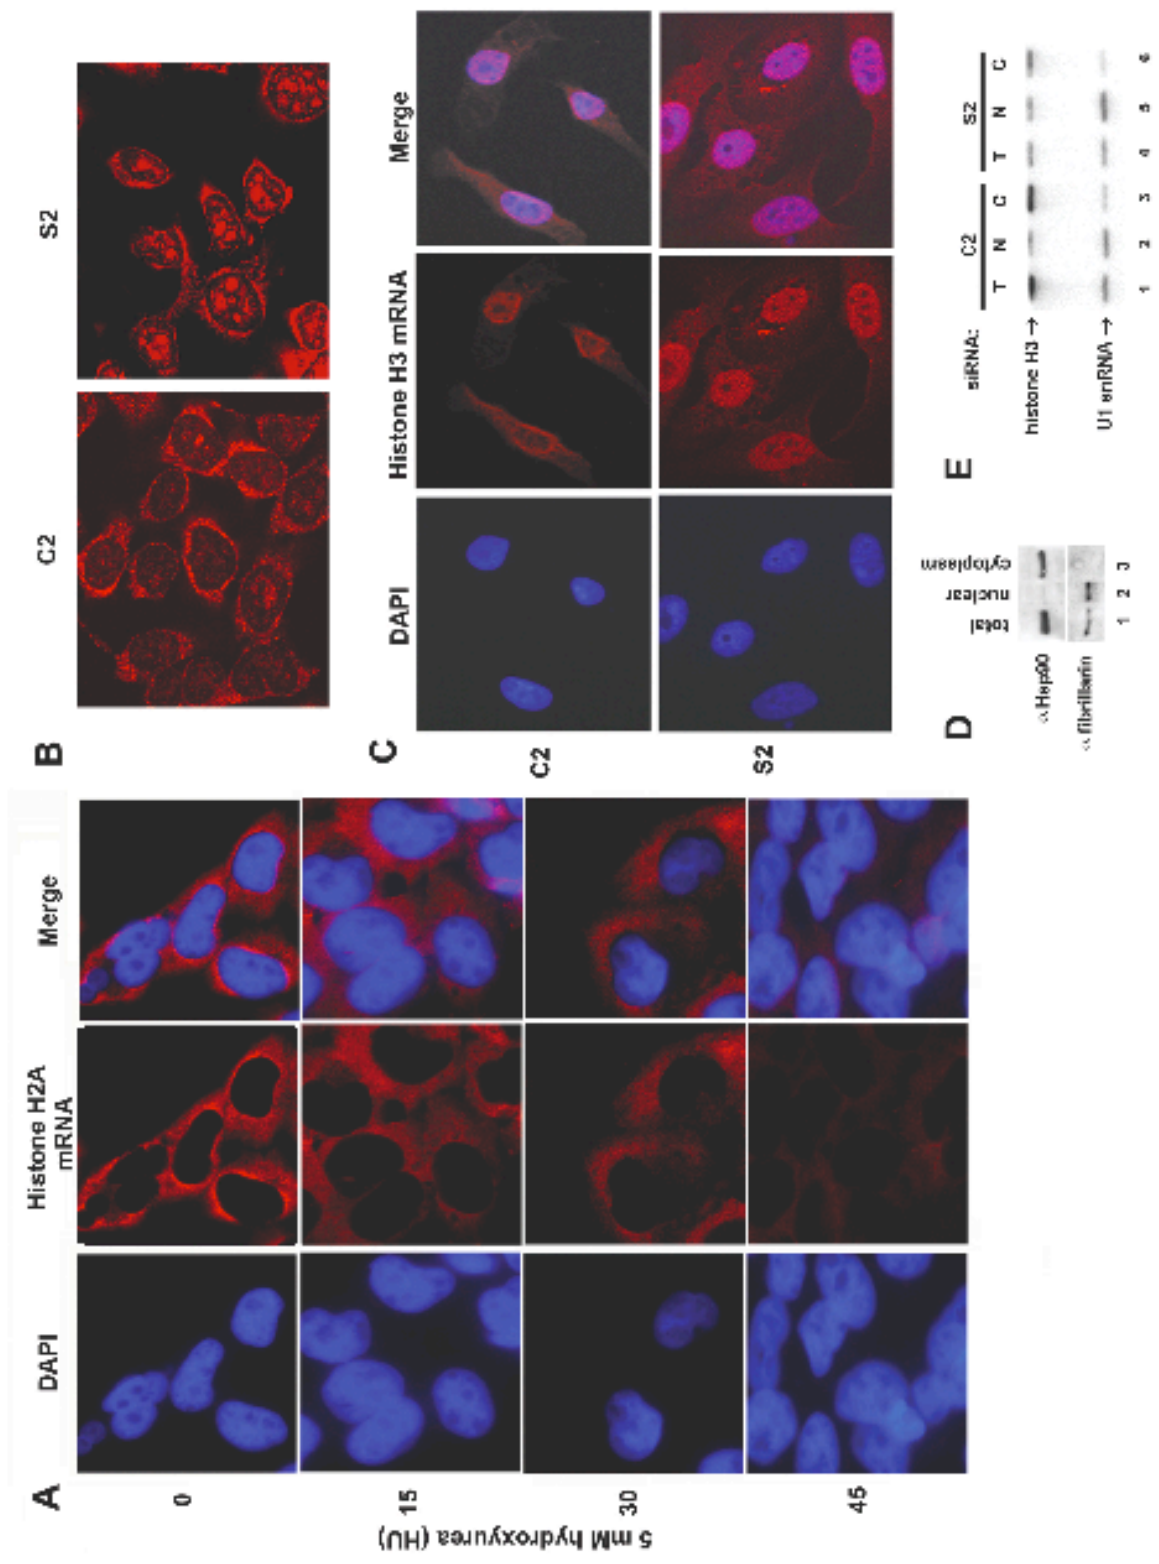 A
DAPI
Histone H2A
mRNA
Merge
0
15
30
45
5 mM hydroxyurea (HU)
B
C2
S2
C
DAPI
Histone H3 mRNA
Merge
C2
S2
D
total
nuclear
cytoplasm
α Hsp90
α fibrillarin
1 2 3
E
siRNA:
C2 S2
T N C T N C
histone H3 →
U1 snRNA →
1 2 3 4 5 6